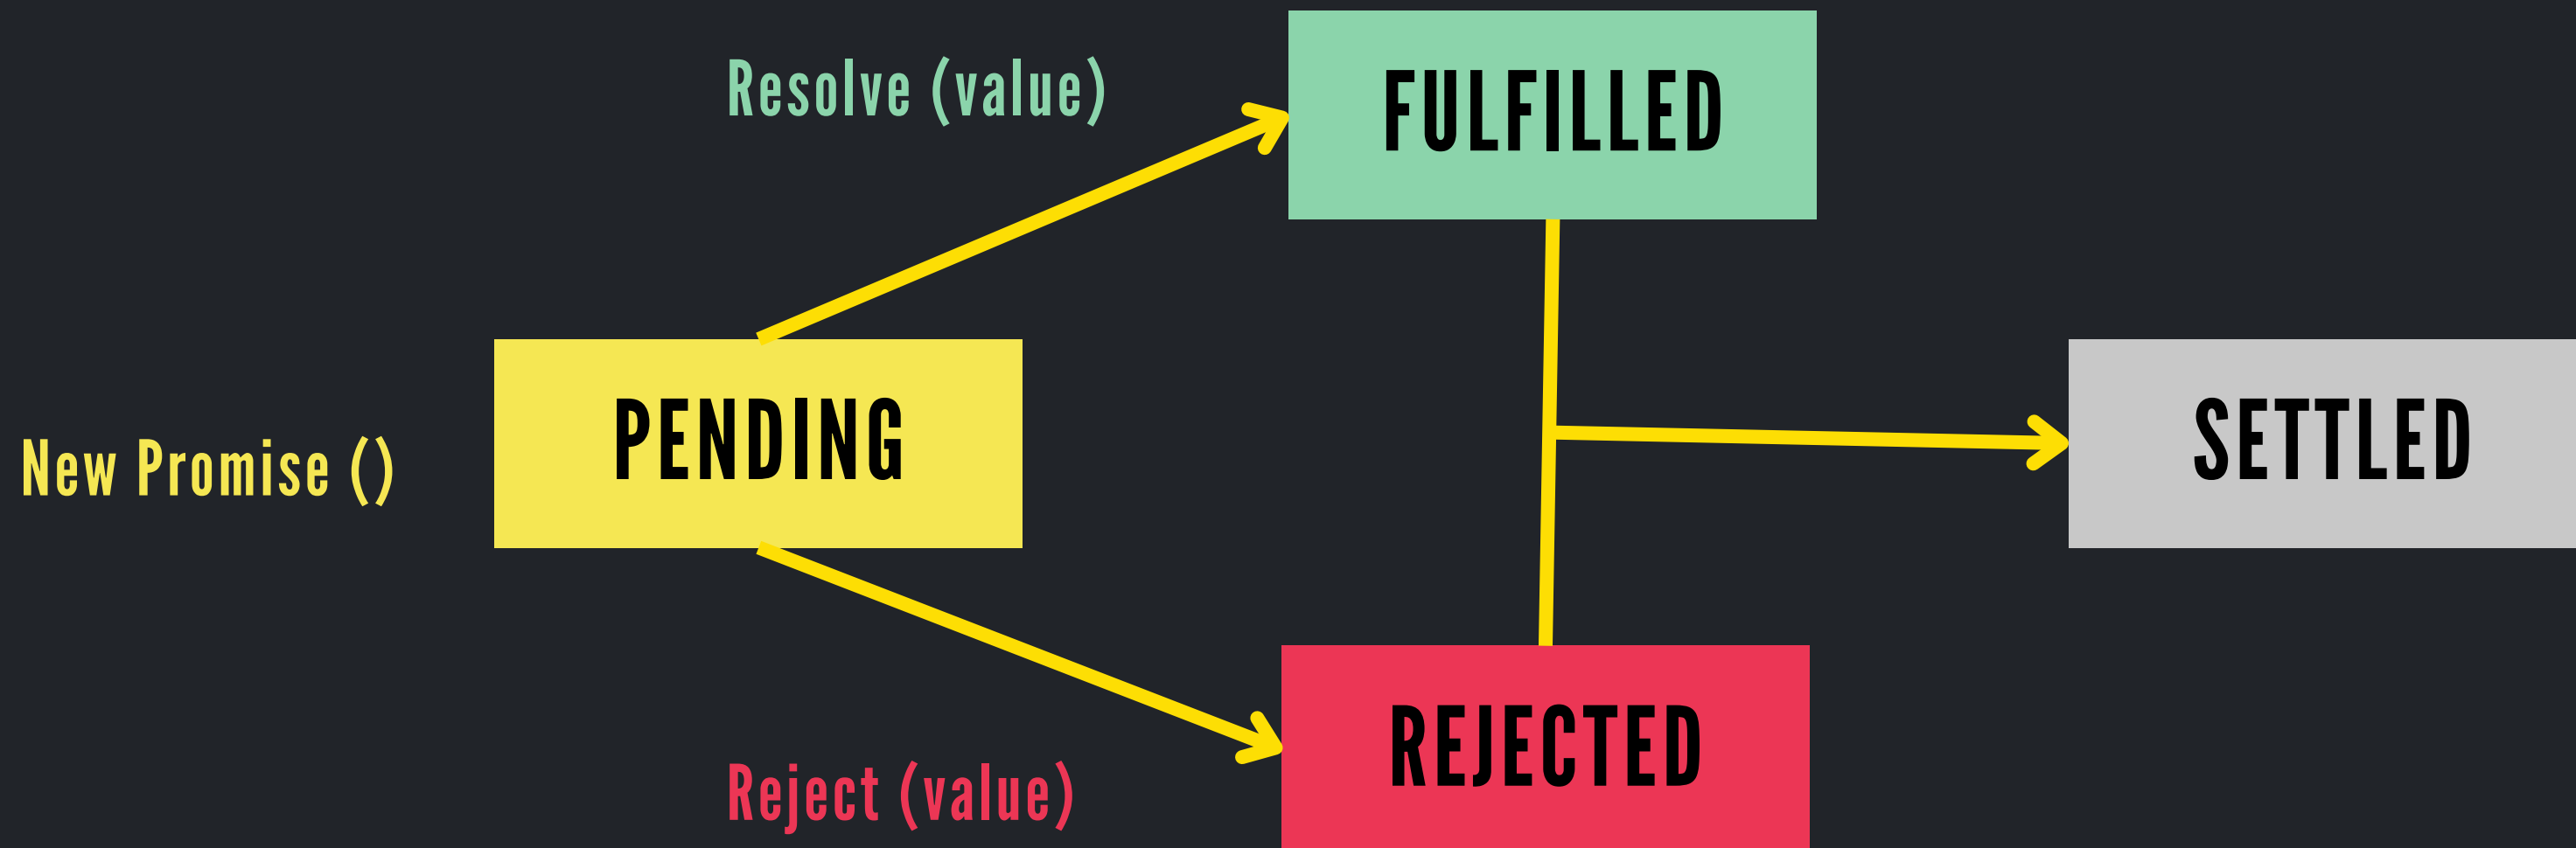 New Promise ()
PENDING
Resolve (value)
FULFILLED
Reject (value)
REJECTED
SETTLED